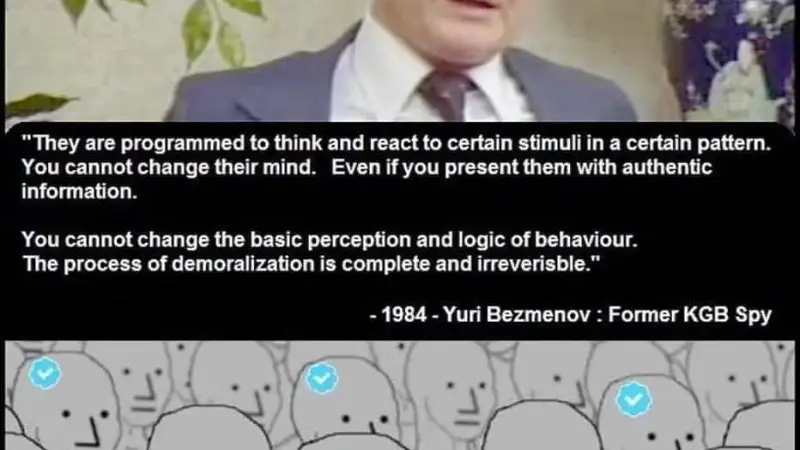 "They are programmed to think and react to certain stimuli in a certain pattern.
You cannot change their mind.   Even if you present them with authentic
information.
You cannot change the basic perception and logic of behaviour.
The process of demoralization is complete and irreverisble."
- 1984 - Yuri Bezmenov : Former KGB Spy